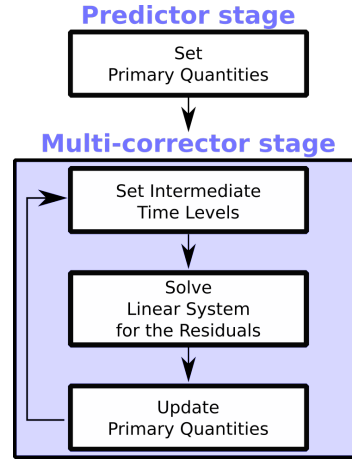 Predictor stage
Set
Primary Quantities
Multi-corrector stage
Set Intermediate
Time Levels
Solve
Linear System
for the Residuals
Update
Primary Quantities